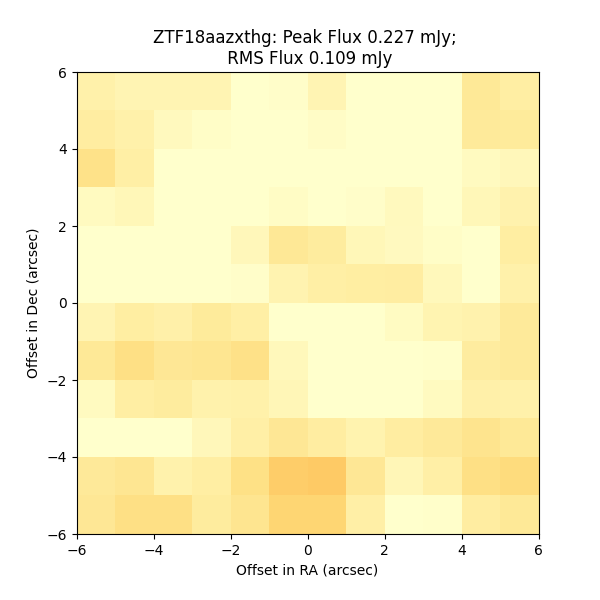 ZTF18aazxthg: Peak Flux 0.227 mJy;
RMS Flux 0.109 mJy
6
4
2
0
−2
−4
−6
Offset in Dec (arcsec)
−6 −4 −2 0 2 4 6
Offset in RA (arcsec)